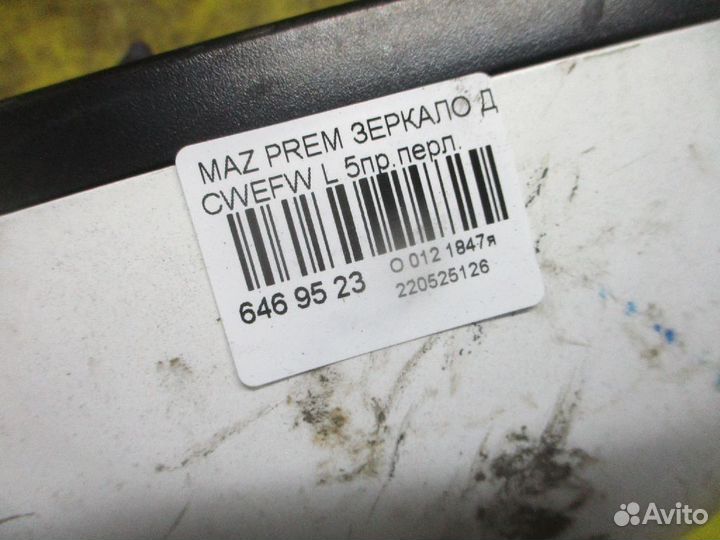 MAZ PREM ЗЕРКАЛО Д
CWEFW L 5пр.перл.
646 95 23
О 012 1847я
220525126
Avito